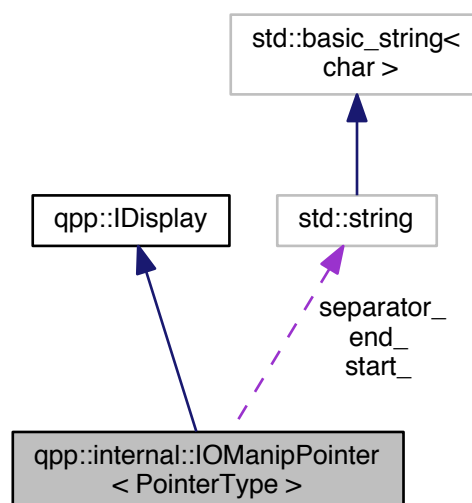 std::basic_string<
char >
qpp::IDisplay
std::string
separator_
end_
start_
qpp::internal::IOManipPointer
< PointerType >